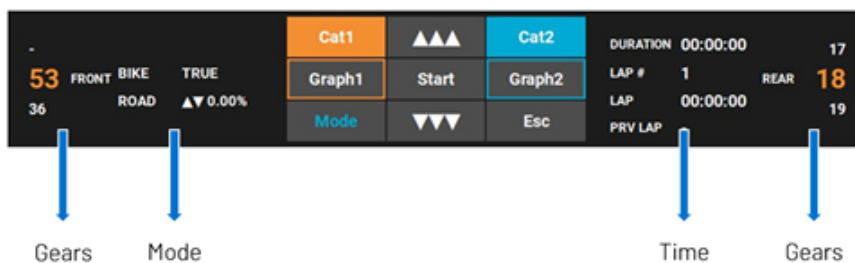 -
53 FRONT
36
BIKE TRUE
ROAD ▲▼ 0.00%
Cat1 ▲▲▲ Cat2
Graph1 Start Graph2
Mode ▼▼▼ Esc
DURATION 00:00:00
LAP # 1
LAP 00:00:00
PRV LAP
17
REAR 18
19
Gears Mode Time Gears